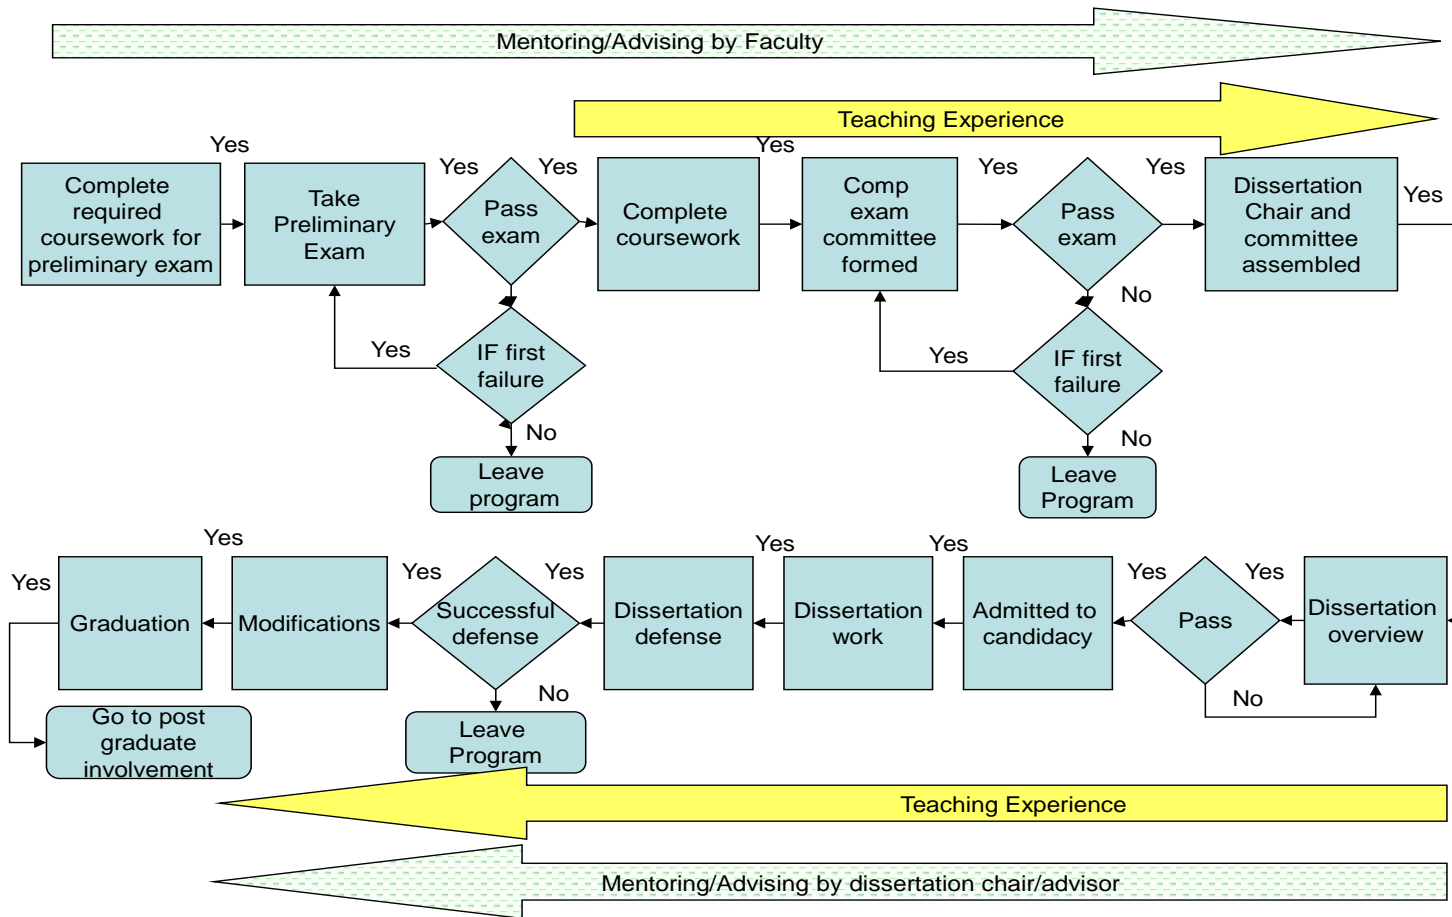 Mentoring/Advising by Faculty
Teaching Experience
Yes
Complete
required
coursework for
preliminary exam
Take
Preliminary
Exam
Yes
Pass
exam
Yes
Complete
coursework
Yes
Comp
exam
committee
formed
Yes
Pass
exam
Yes
Dissertation
Chair and
committee
assembled
Yes
No
Yes
IF first
failure
No
Leave
program
Yes
IF first
failure
No
Leave
Program
Yes
Graduation
Yes
Modifications
Yes
Successful
defense
Yes
Dissertation
defense
Yes
Dissertation
work
Yes
Admitted to
candidacy
Yes
Pass
Yes
Dissertation
overview
No
No
Go to post
graduate
involvement
Leave
Program
Teaching Experience
Mentoring/Advising by dissertation chair/advisor